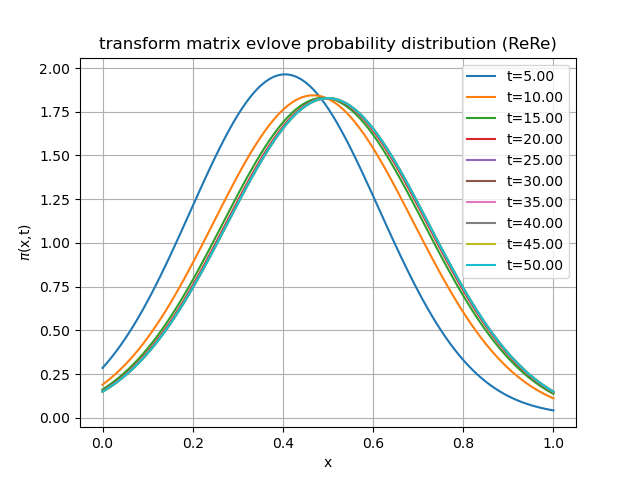 transform matrix evlove probability distribution (ReRe)
2.00
1.75
1.50
1.25
1.00
0.75
0.50
0.25
0.00
π(x,t)
t=5.00
t=10.00
t=15.00
t=20.00
t=25.00
t=30.00
t=35.00
t=40.00
t=45.00
t=50.00
0.0 0.2 0.4 0.6 0.8 1.0
x